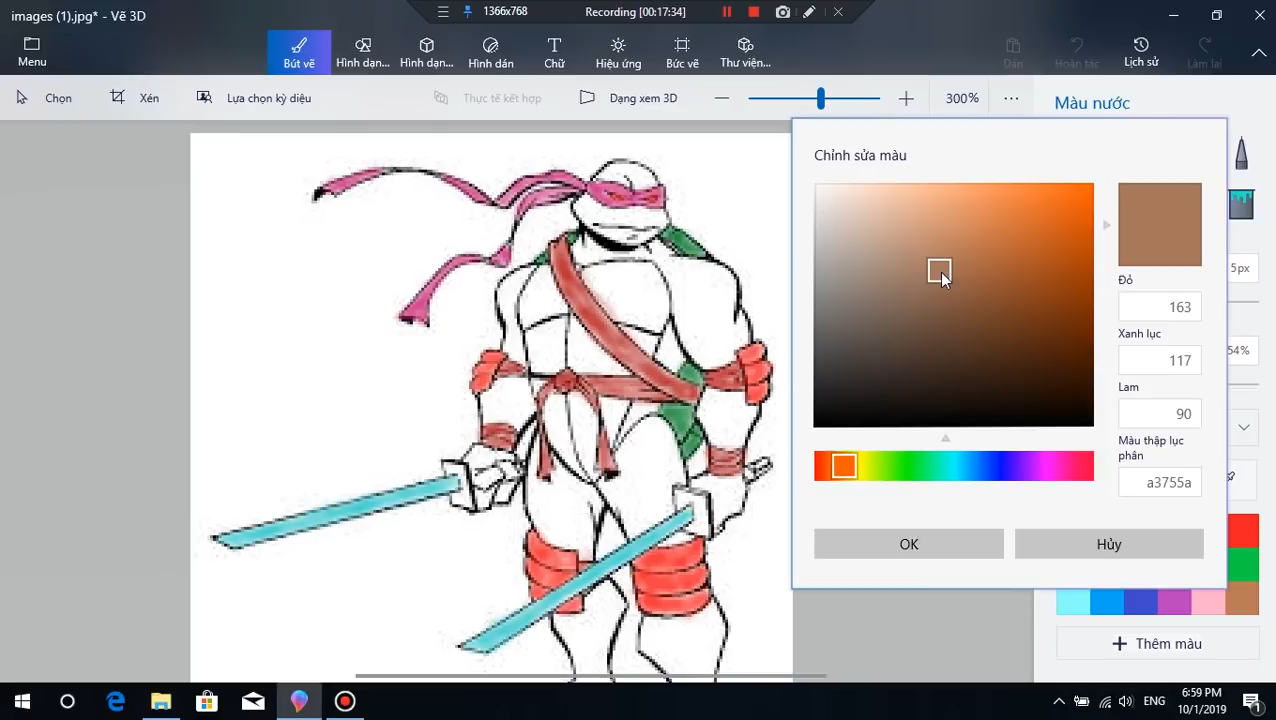 images (1).jpg* - Vẽ 3D
1366x768
Recording [00:17:34]
Menu
Bút vẽ
Hình dạn...
Hình dạn...
Hình dán
Chữ
Hiệu ứng
Bức vẽ
Thư viện...
Dán
Hoàn tác
Lịch sử
Làm lại
Chọn
Xén
Lựa chọn kỳ diệu
Thực tế kết hợp
Dạng xem 3D
300%
Màu nước
Chỉnh sửa màu
5px
Đỏ
163
Xanh lục
117
54%
Lam
90
Màu thập lục
phân
a3755a
OK
Hủy
Thêm màu
ENG
6:59 PM
10/1/2019
1